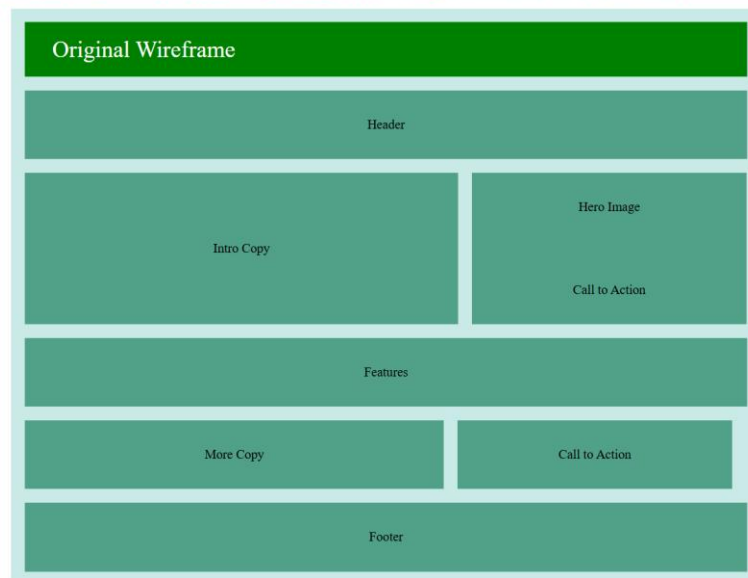 Original Wireframe
Header
Intro Copy
Hero Image
Call to Action
Features
More Copy
Call to Action
Footer